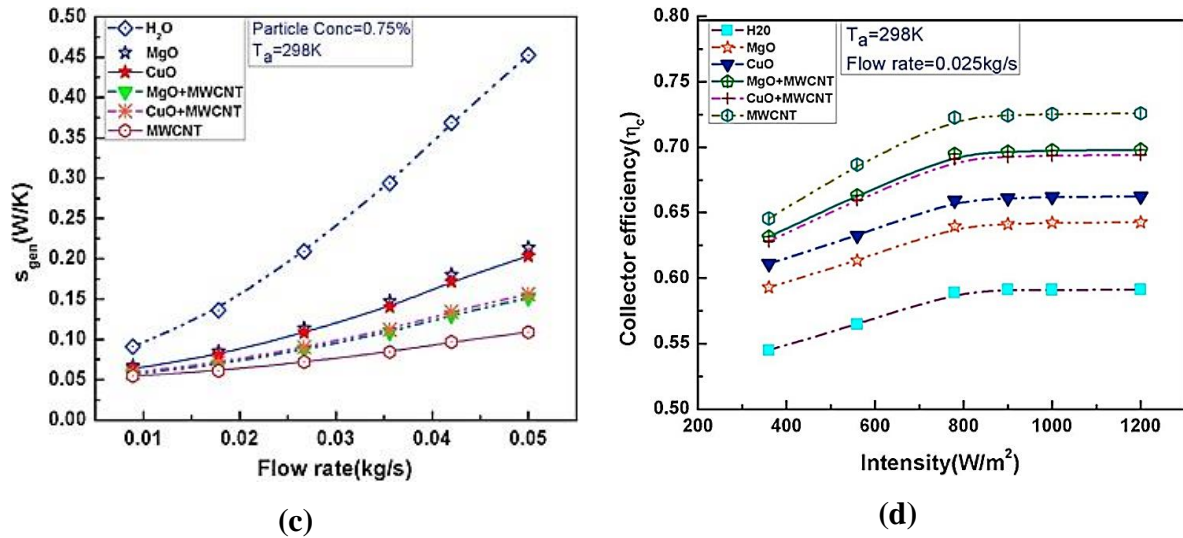 H₂O
MgO
CuO
MgO+MWCNT
CuO+MWCNT
MWCNT
Particle Conc=0.75%
Tₐ=298K
0.50
0.45
0.40
0.35
0.30
0.25
0.20
0.15
0.10
0.05
0.00
s_gen(W/K)
0.01 0.02 0.03 0.04 0.05
Flow rate(kg/s)
(c)
H20
MgO
CuO
MgO+MWCNT
CuO+MWCNT
MWCNT
Tₐ=298K
Flow rate=0.025kg/s
0.80
0.75
0.70
0.65
0.60
0.55
0.50
Collector efficiency(η_c)
200 400 600 800 1000 1200
Intensity(W/m²)
(d)